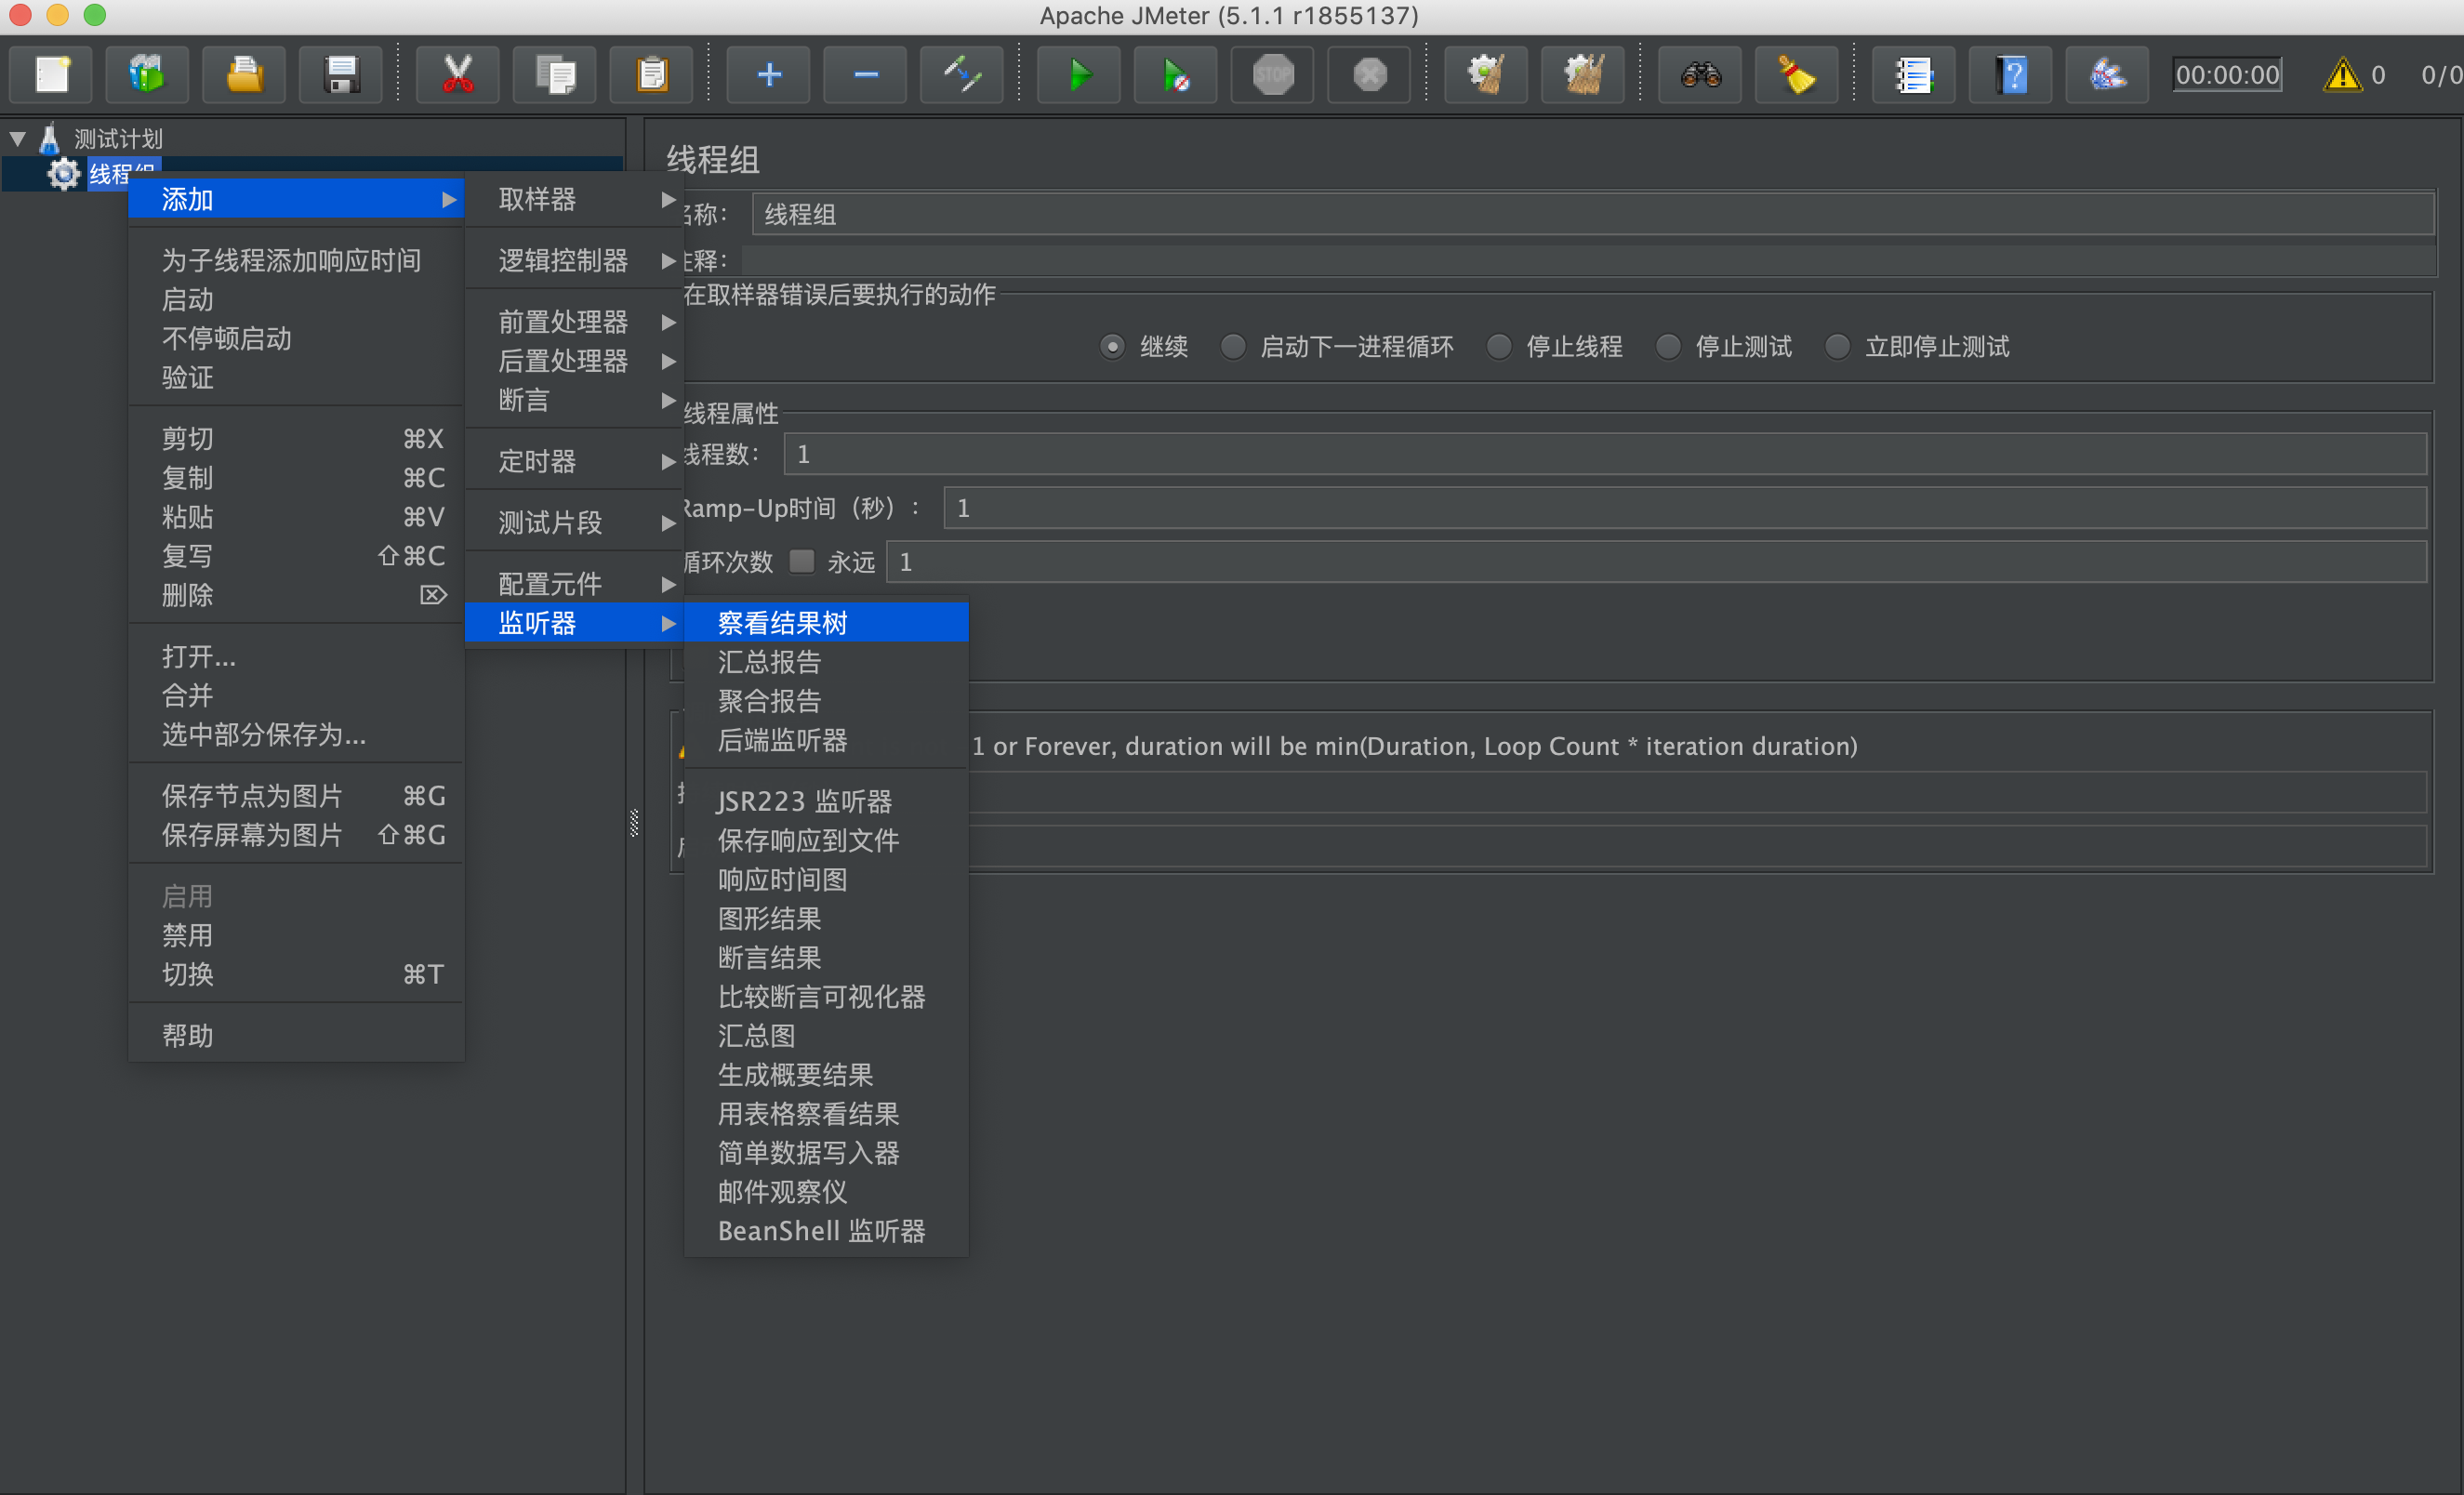 Apache JMeter (5.1.1 r1855137)
STOP
00:00:00
0
0/0
测试计划
线程组
添加
为子线程添加响应时间
启动
不停顿启动
验证
剪切 ⌘X
复制 ⌘C
粘贴 ⌘V
复写 ⇧⌘C
删除 ⌦
打开...
合并
选中部分保存为...
保存节点为图片 ⌘G
保存屏幕为图片 ⇧⌘G
启用
禁用
切换 ⌘T
帮助
取样器
逻辑控制器
前置处理器
后置处理器
断言
定时器
测试片段
配置元件
监听器
察看结果树
汇总报告
聚合报告
后端监听器
JSR223 监听器
保存响应到文件
响应时间图
图形结果
断言结果
比较断言可视化器
汇总图
生成概要结果
用表格察看结果
简单数据写入器
邮件观察仪
BeanShell 监听器
线程组
名称： 线程组
注释：
在取样器错误后要执行的动作
继续 启动下一进程循环 停止线程 停止测试 立即停止测试
线程属性
线程数： 1
Ramp-Up时间（秒）： 1
循环次数 永远 1
1 or Forever, duration will be min(Duration, Loop Count * iteration duration)